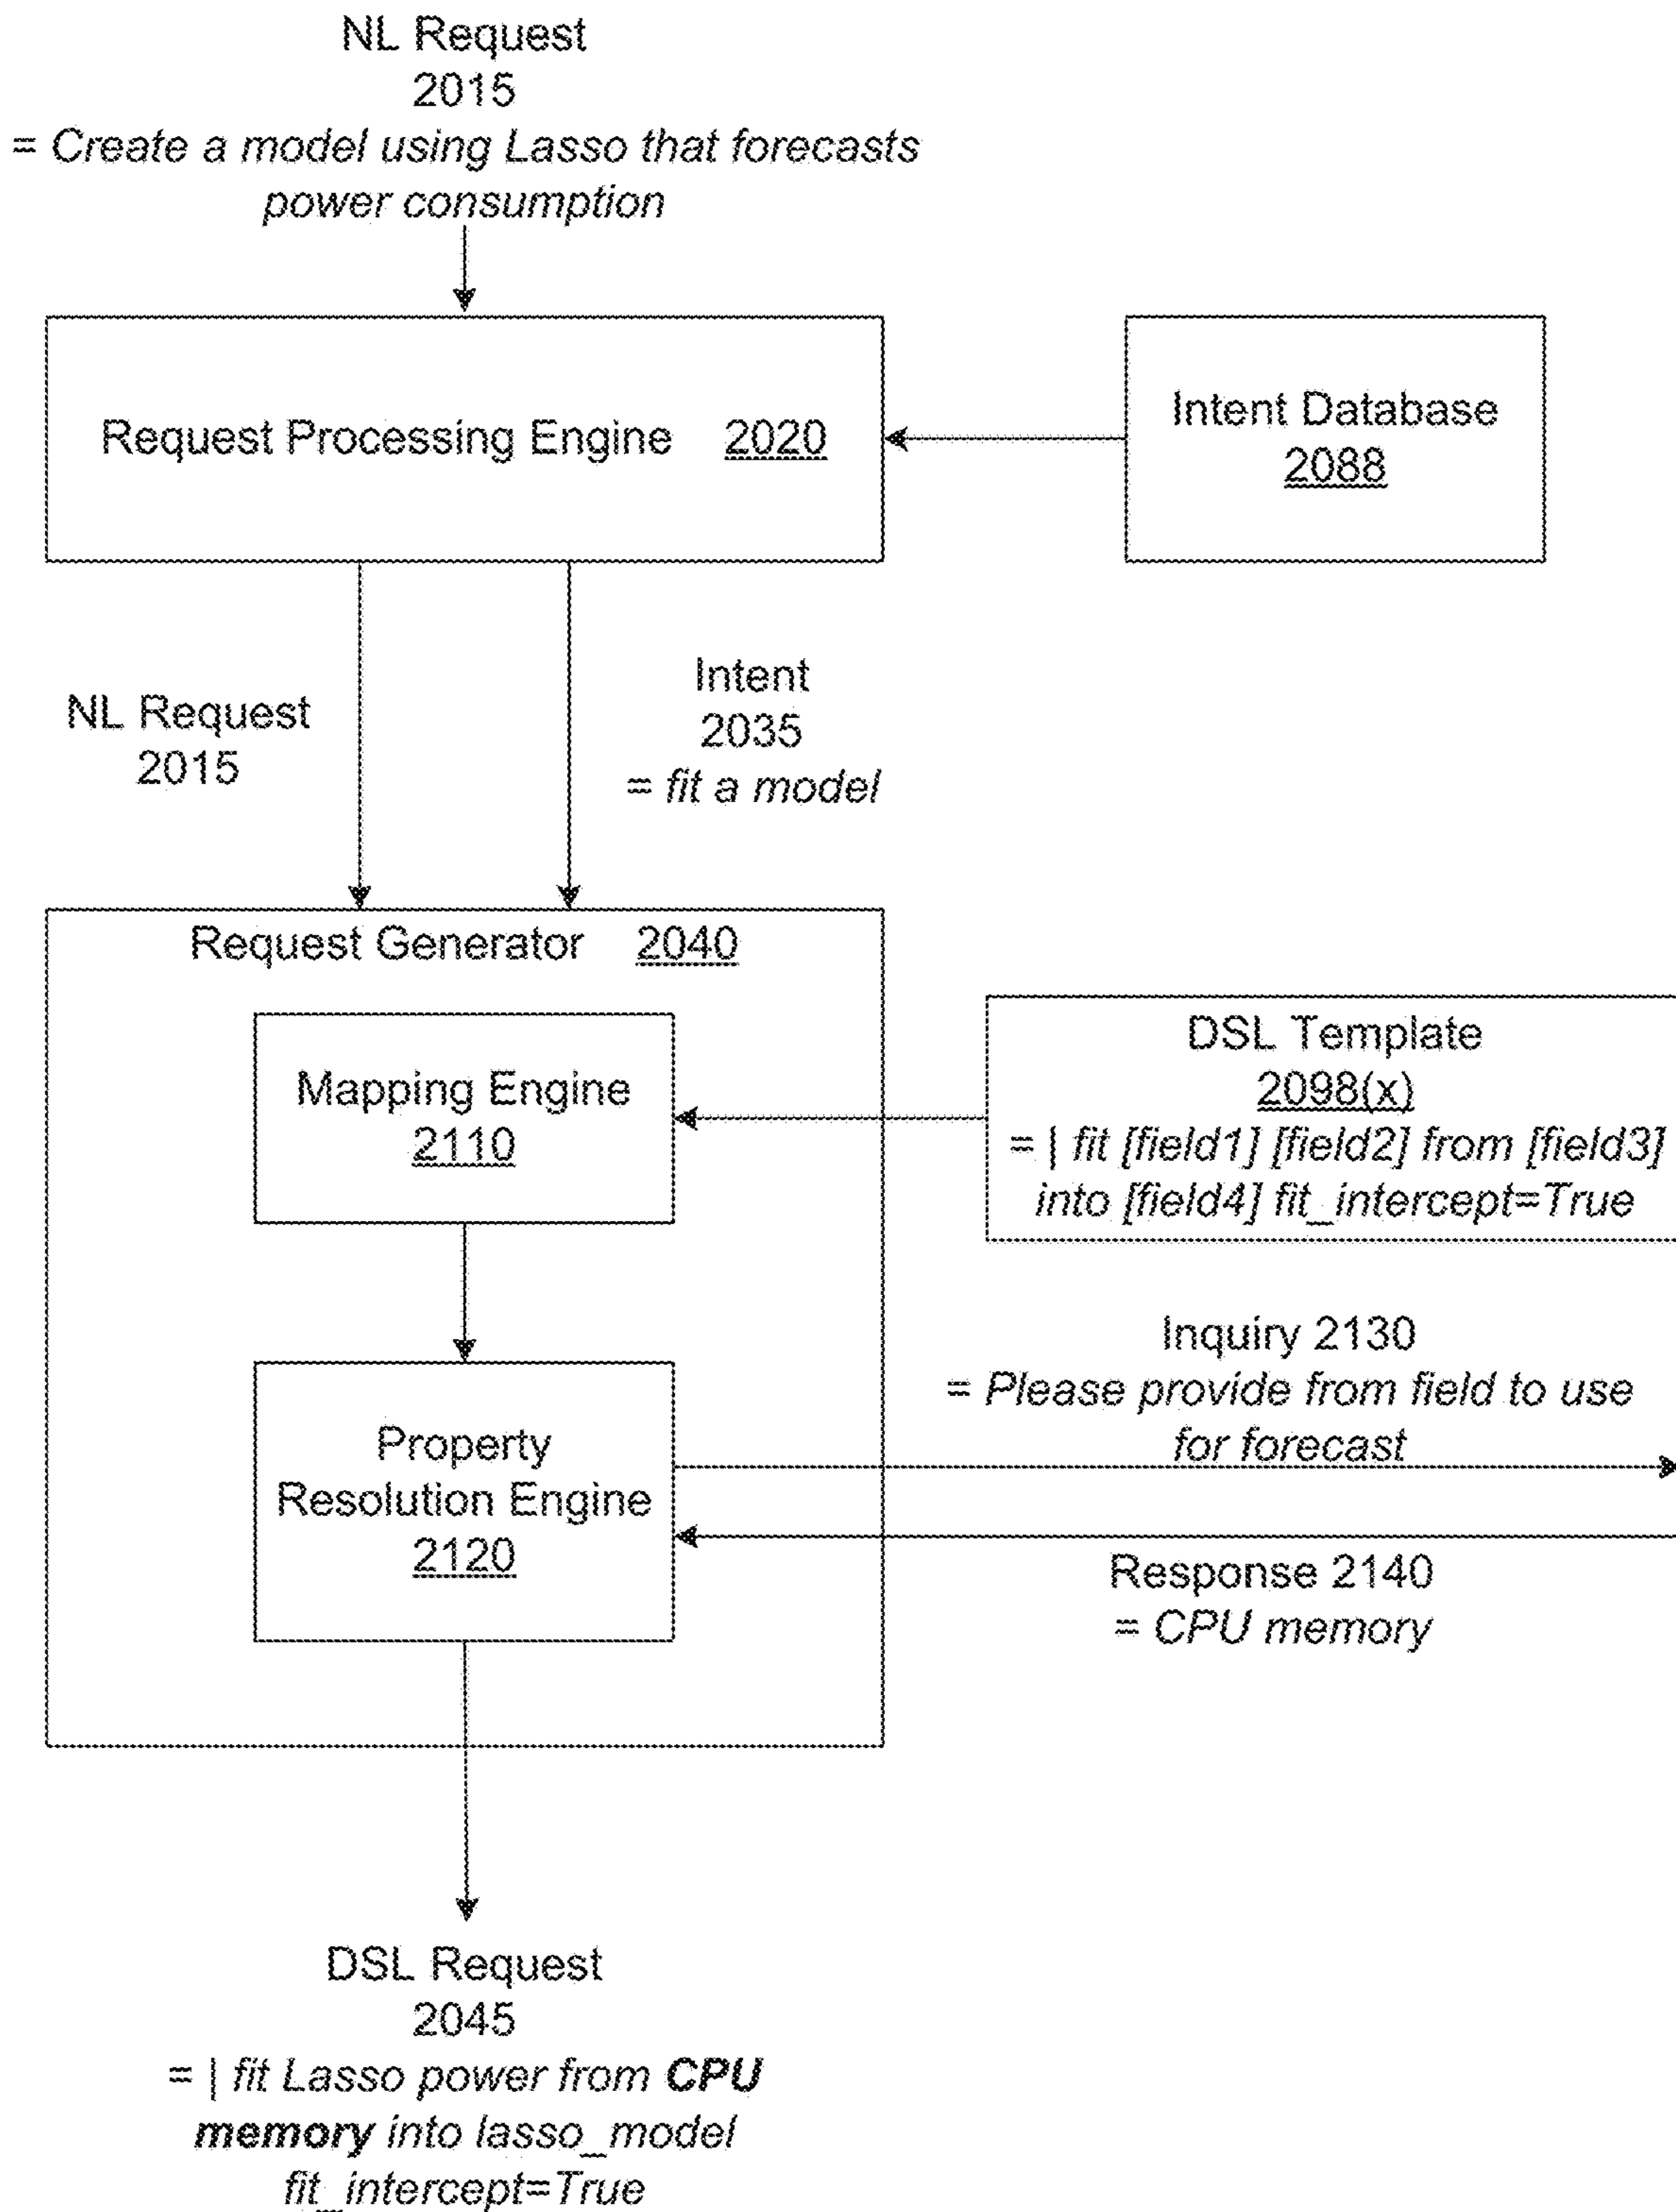 NL Request
2015
= Create a model using Lasso that forecasts
power consumption
Request Processing Engine 2020
Intent Database
2088
NL Request
2015
Intent
2035
= fit a model
Request Generator 2040
Mapping Engine
2110
DSL Template
2098(x)
= | fit [field1] [field2] from [field3]
into [field4] fit_intercept=True
Property
Resolution Engine
2120
Inquiry 2130
= Please provide from field to use
for forecast
Response 2140
= CPU memory
DSL Request
2045
= | fit Lasso power from CPU
memory into lasso_model
fit_intercept=True